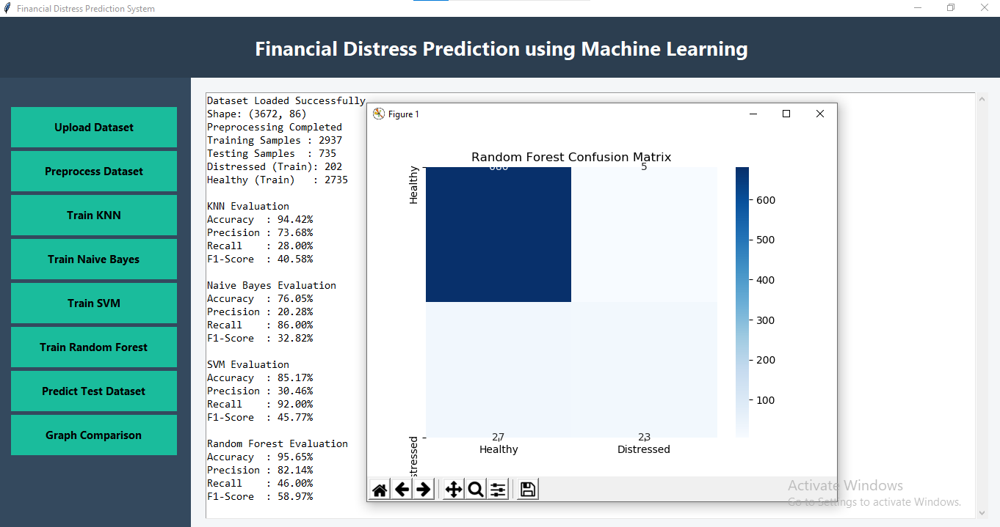 Financial Distress Prediction System
Financial Distress Prediction using Machine Learning
Upload Dataset
Preprocess Dataset
Train KNN
Train Naive Bayes
Train SVM
Train Random Forest
Predict Test Dataset
Graph Comparison
Dataset Loaded Successfully
Shape: (3672, 86)
Preprocessing Completed
Training Samples : 2937
Testing Samples  : 735
Distressed (Train): 202
Healthy (Train)   : 2735
KNN Evaluation
Accuracy  : 94.42%
Precision : 73.68%
Recall    : 28.00%
F1-Score  : 40.58%
Naive Bayes Evaluation
Accuracy  : 76.05%
Precision : 20.28%
Recall    : 86.00%
F1-Score  : 32.82%
SVM Evaluation
Accuracy  : 85.17%
Precision : 30.46%
Recall    : 92.00%
F1-Score  : 45.77%
Random Forest Evaluation
Accuracy  : 95.65%
Precision : 82.14%
Recall    : 46.00%
F1-Score  : 58.97%
Figure 1
Random Forest Confusion Matrix
680 5
Healthy
stressed
27 23
Healthy Distressed
600
500
400
300
200
100
Activate Windows
Go to Settings to activate Windows.